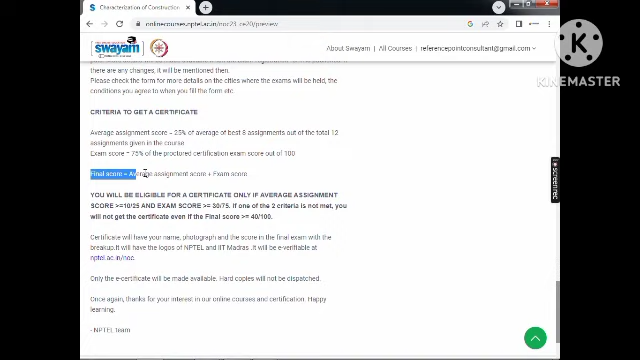 Characterization of Construction
onlinecourses.nptel.ac.in/noc23_ce20/preview
swayam
About Swayam | All Courses | referencepointconsultant@gmail.com
there are any changes, it will be mentioned then.
Please check the form for more details on the cities where the exams will be held, the
conditions you agree to when you fill the form etc.
CRITERIA TO GET A CERTIFICATE
Average assignment score = 25% of average of best 8 assignments out of the total 12
assignments given in the course
Exam score = 75% of the proctored certification exam score out of 100
Final score = Average assignment score + Exam score
YOU WILL BE ELIGIBLE FOR A CERTIFICATE ONLY IF AVERAGE ASSIGNMENT
SCORE >=10/25 AND EXAM SCORE >= 30/75. If one of the 2 criteria is not met, you
will not get the certificate even if the Final score >= 40/100.
Certificate will have your name, photograph and the score in the final exam with the
breakup.It will have the logos of NPTEL and IIT Madras .It will be e-verifiable at
nptel.ac.in/noc.
Only the e-certificate will be made available. Hard copies will not be dispatched.
Once again, thanks for your interest in our online courses and certification. Happy
learning.
- NPTEL team
KINEMASTER
screenrec